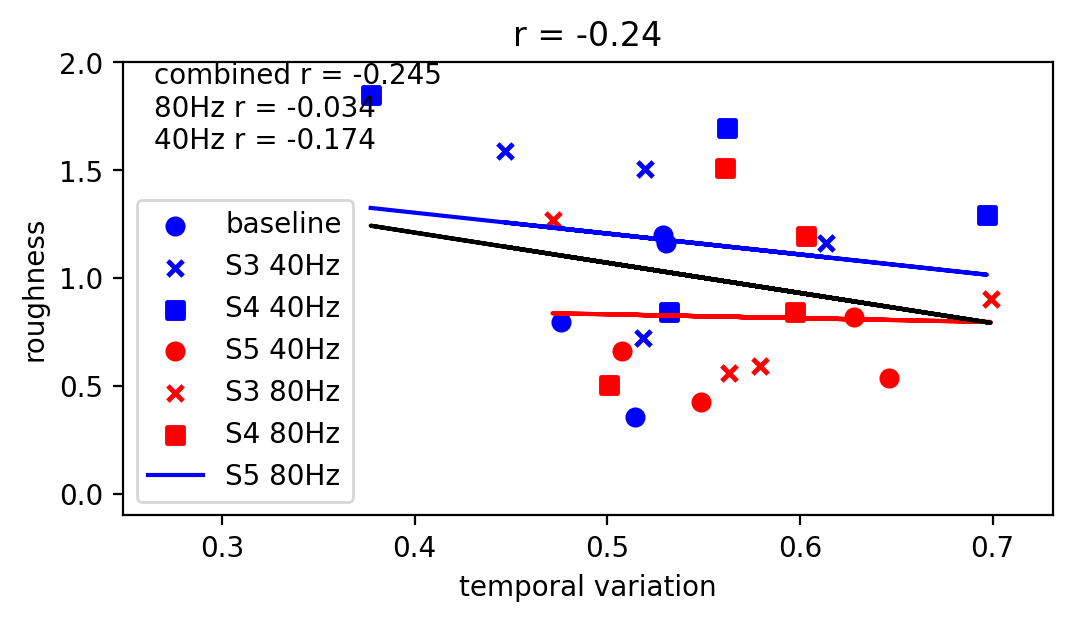 r = -0.24
combined r = -0.245
80Hz r = -0.034
40Hz r = -0.174
baseline
S3 40Hz
S4 40Hz
S5 40Hz
S3 80Hz
S4 80Hz
S5 80Hz
2.0
1.5
1.0
0.5
0.0
roughness
0.3 0.4 0.5 0.6 0.7
temporal variation